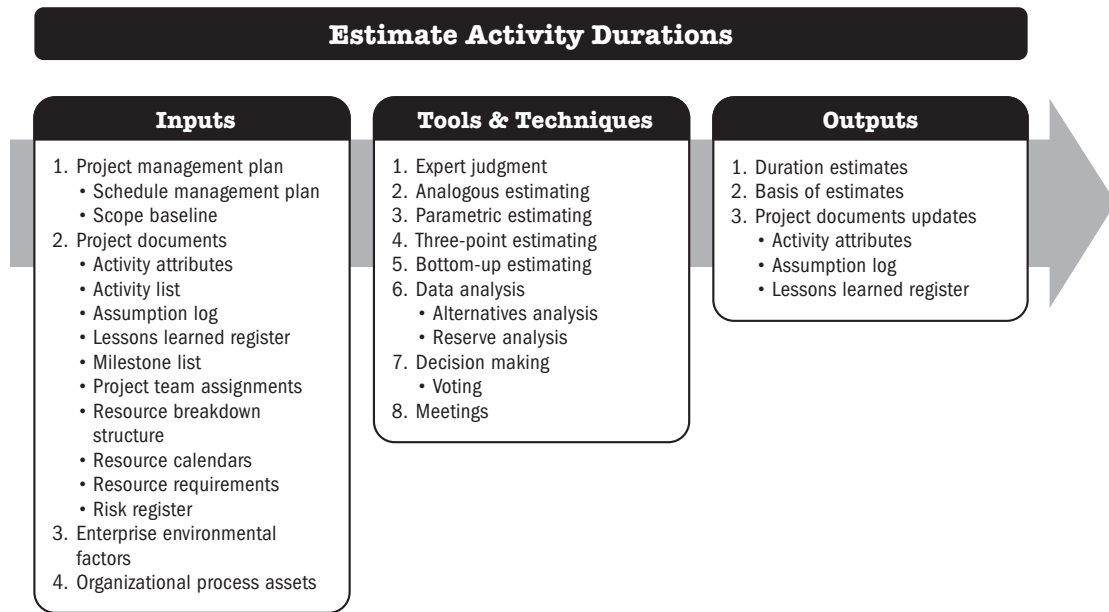 Estimate Activity Durations
Inputs
1. Project management plan
• Schedule management plan
• Scope baseline
2. Project documents
• Activity attributes
• Activity list
• Assumption log
• Lessons learned register
• Milestone list
• Project team assignments
• Resource breakdown
structure
• Resource calendars
• Resource requirements
• Risk register
3. Enterprise environmental
factors
4. Organizational process assets
Tools & Techniques
1. Expert judgment
2. Analogous estimating
3. Parametric estimating
4. Three-point estimating
5. Bottom-up estimating
6. Data analysis
• Alternatives analysis
• Reserve analysis
7. Decision making
• Voting
8. Meetings
Outputs
1. Duration estimates
2. Basis of estimates
3. Project documents updates
• Activity attributes
• Assumption log
• Lessons learned register